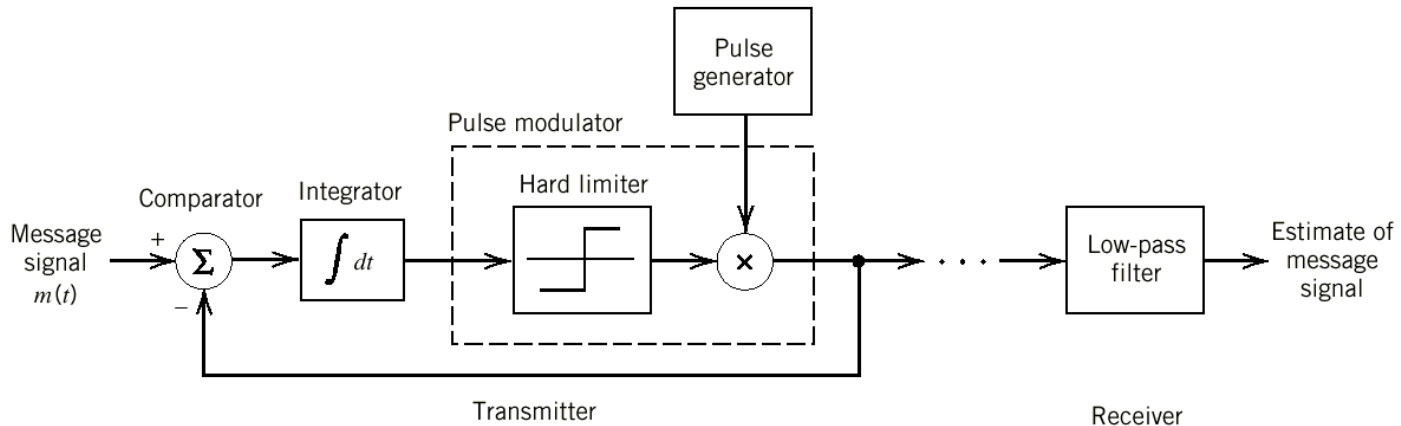 Pulse
generator
Pulse modulator
Hard limiter
Integrator
Comparator
Message
signal
m(t)
+
−
Σ
∫ dt
×
. . .
Low-pass
filter
Estimate of
message
signal
Transmitter
Receiver